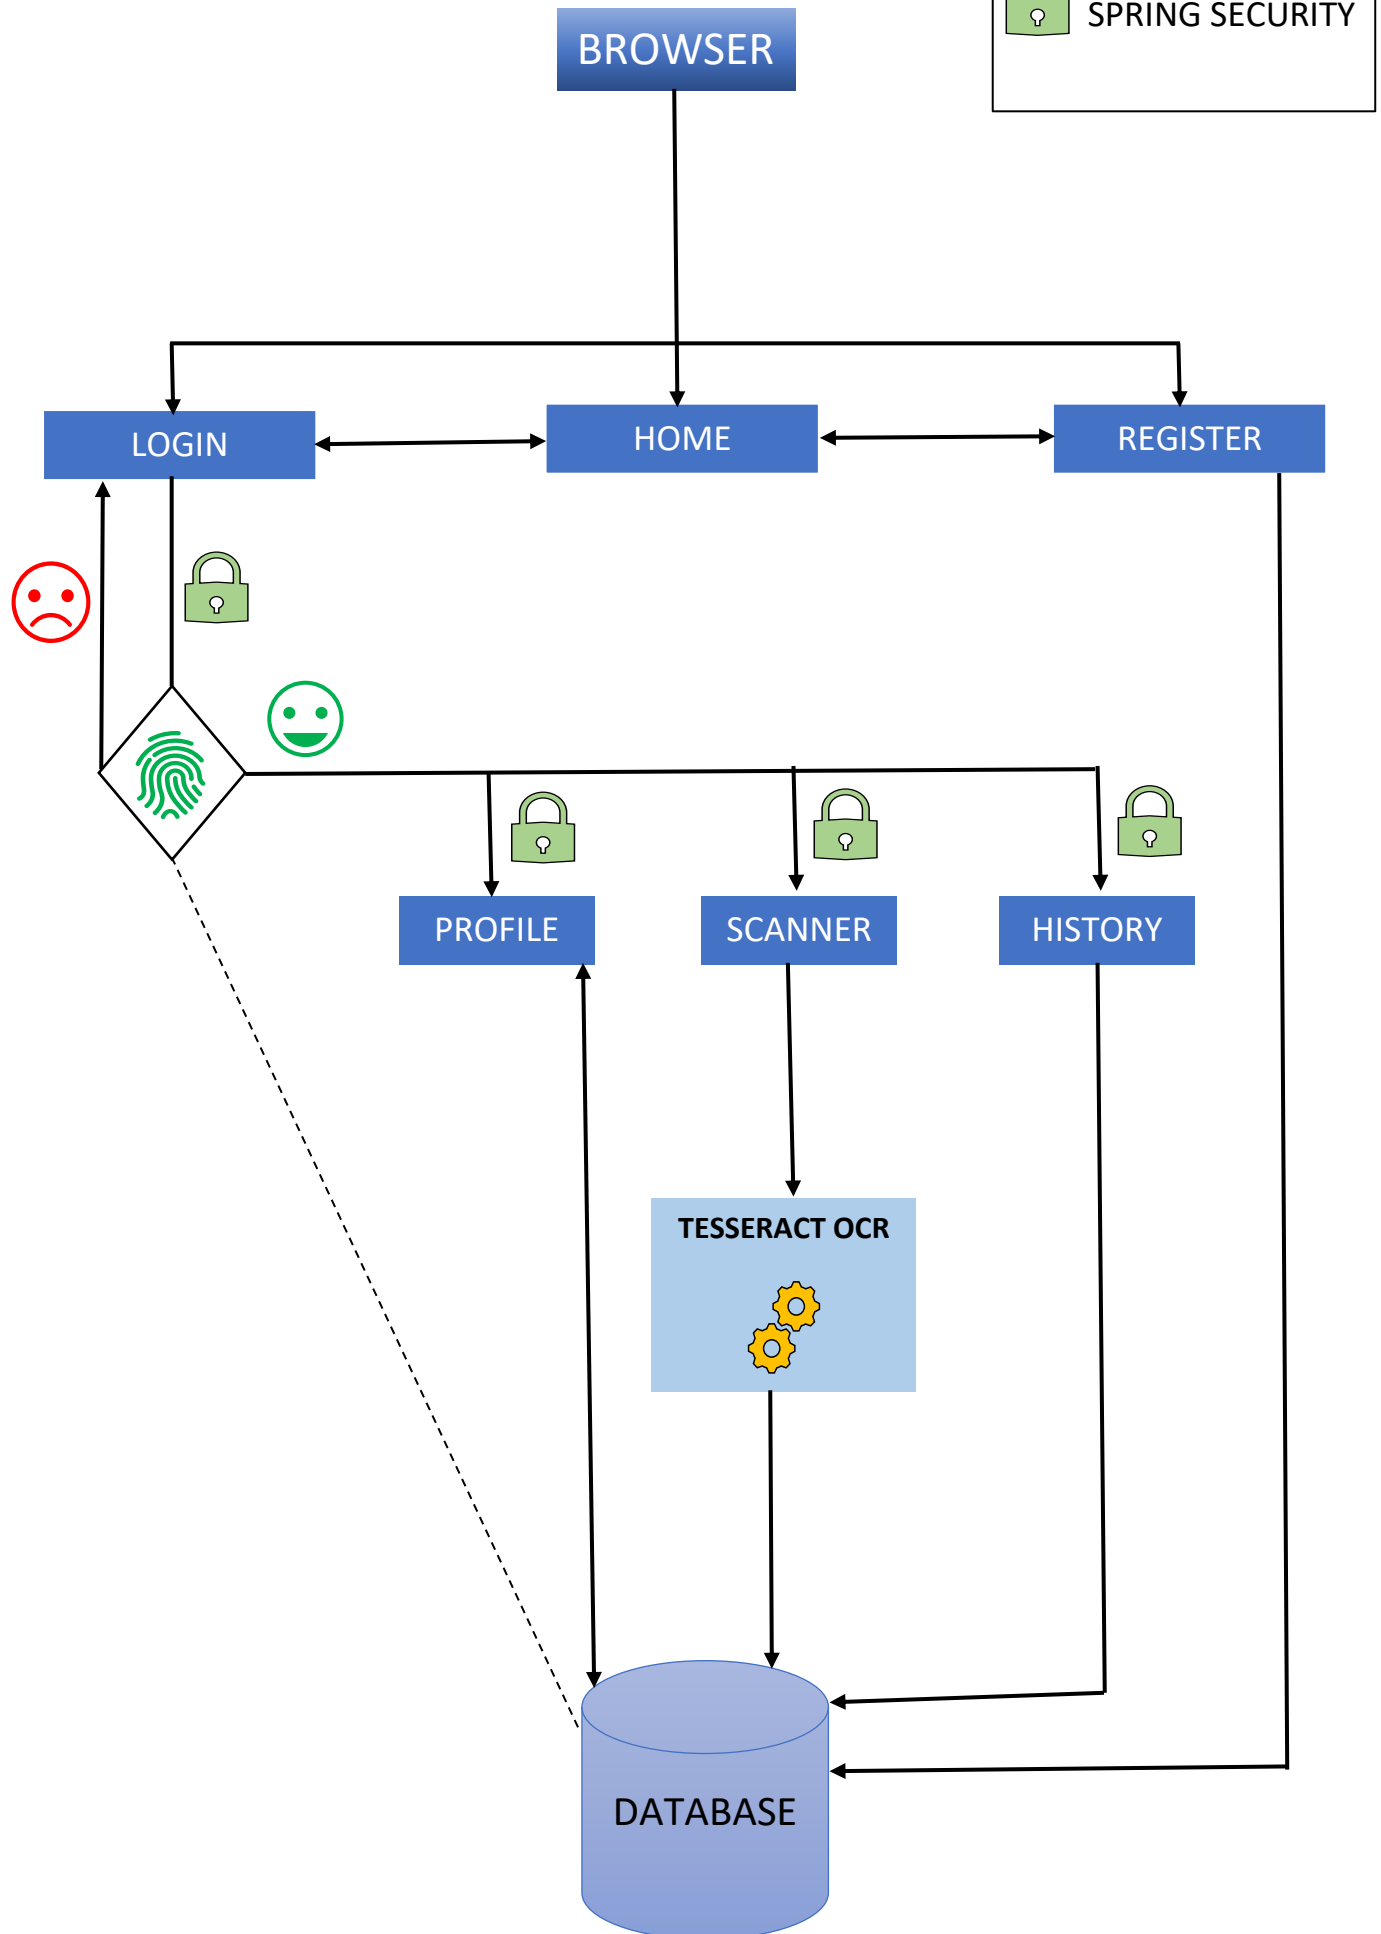 SPRING SECURITY
BROWSER
LOGIN
HOME
REGISTER
PROFILE
SCANNER
HISTORY
TESSERACT OCR
DATABASE